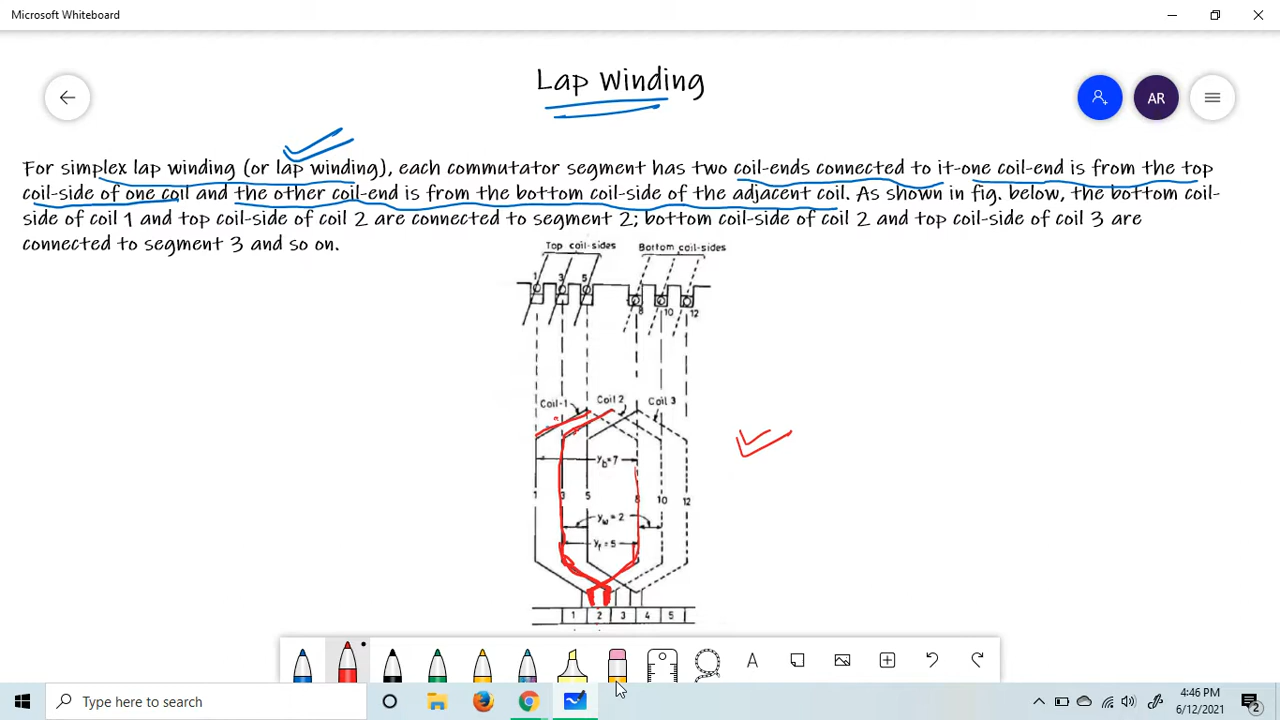 Microsoft Whiteboard
Lap Winding
AR
For simplex lap winding (or lap winding), each commutator segment has two coil-ends connected to it-one coil-end is from the top
coil-side of one coil and the other coil-end is from the bottom coil-side of the adjacent coil. As shown in fig. below, the bottom coil-
side of coil 1 and top coil-side of coil 2 are connected to segment 2; bottom coil-side of coil 2 and top coil-side of coil 3 are
connected to segment 3 and so on.
Top coil-sides Bottom coil-sides
1 3 5
8 10 12
Coil-1 Coil 2 Coil 3
y_b=7
1 3 5 8 10 12
y_w=2
y_f=5
1 2 3 4 5
A
Type here to search
4:46 PM
6/12/2021
2